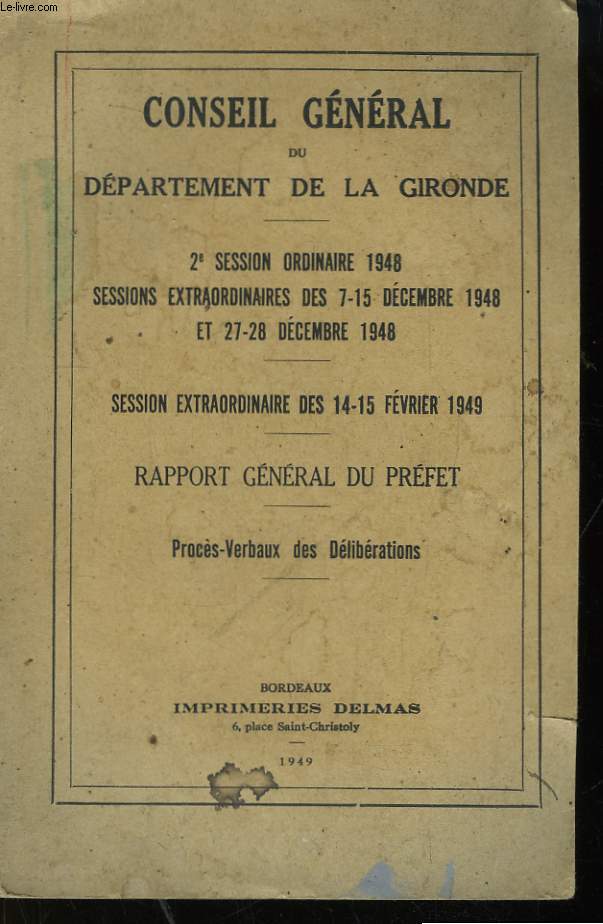 Le-livre.com
CONSEIL GÉNÉRAL
DU
DÉPARTEMENT DE LA GIRONDE
2e SESSION ORDINAIRE 1948
SESSIONS EXTRAORDINAIRES DES 7-15 DÉCEMBRE 1948
ET 27-28 DÉCEMBRE 1948
SESSION EXTRAORDINAIRE DES 14-15 FÉVRIER 1949
RAPPORT GÉNÉRAL DU PRÉFET
Procès-Verbaux des Délibérations
BORDEAUX
IMPRIMERIES DELMAS
6, place Saint-Christoly
1949